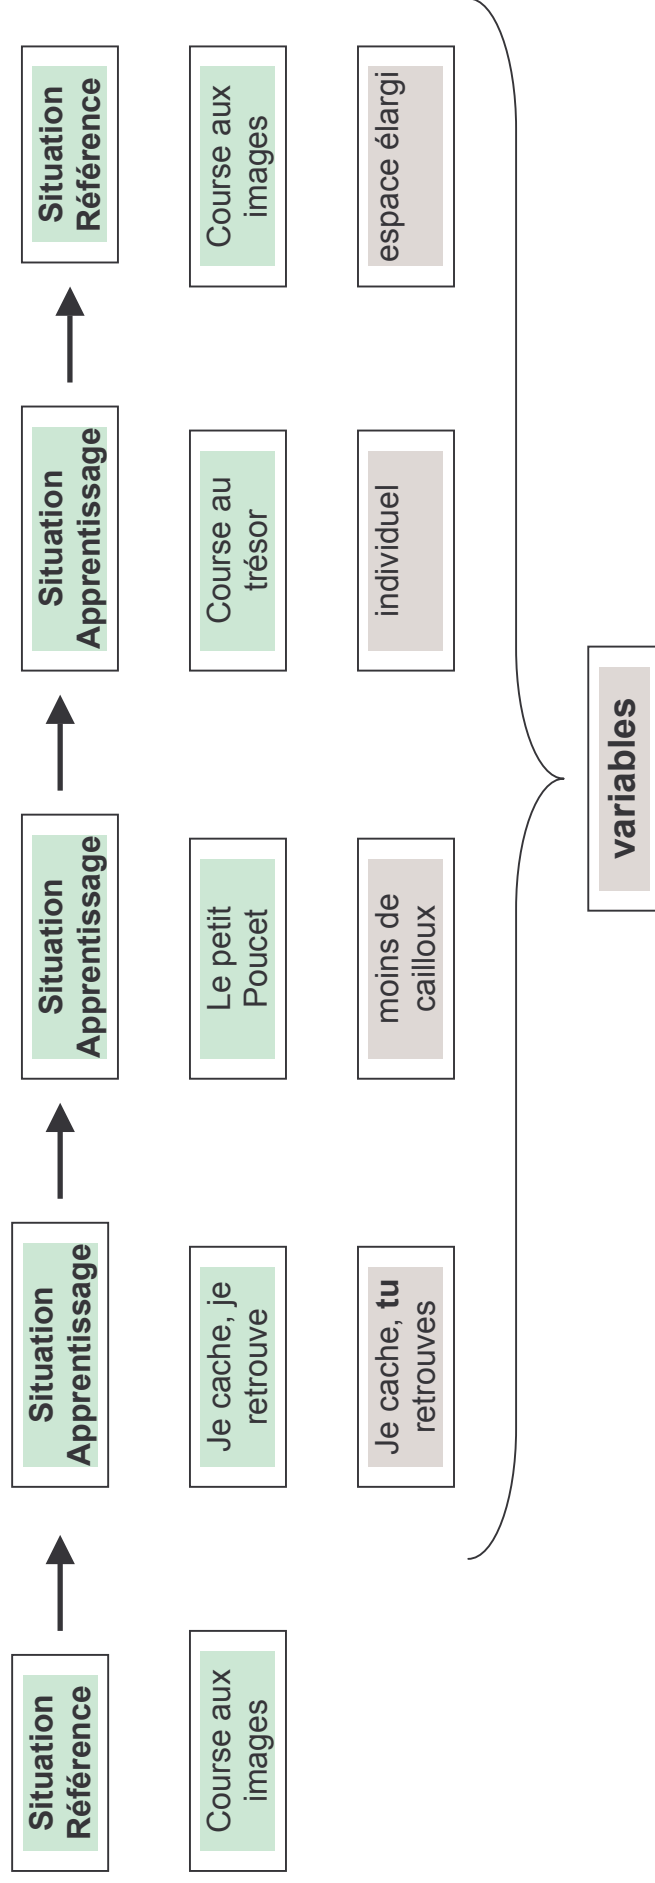 Situation
Référence
Situation
Apprentissage
Situation
Apprentissage
Situation
Apprentissage
Situation
Référence
Course aux
images
Je cache, je
retrouve
Le petit
Poucet
Course au
trésor
Course aux
images
Je cache, tu
retrouves
moins de
cailloux
individuel
espace élargi
variables